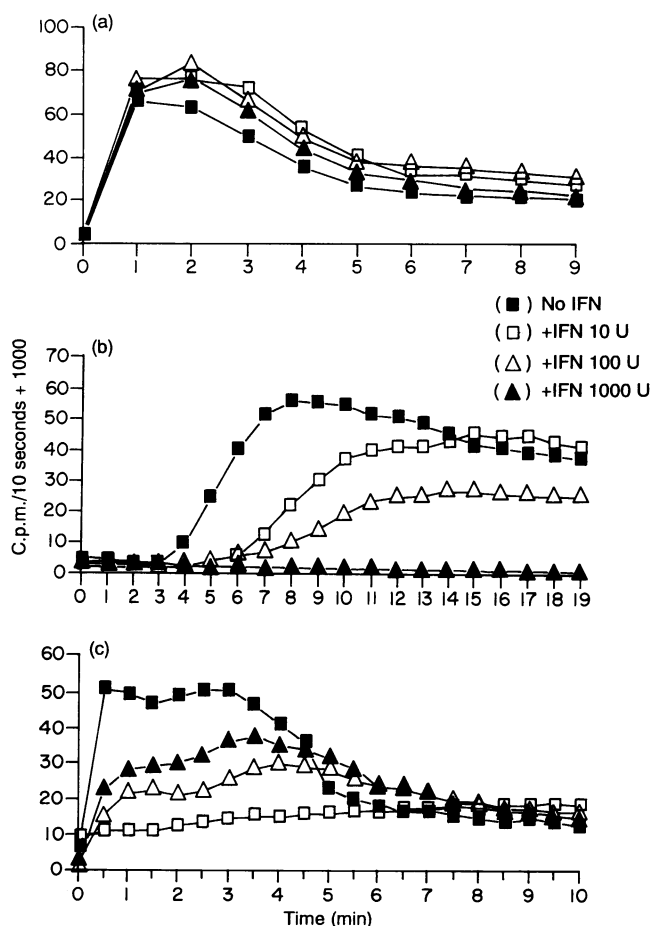 (a)
100
80
60
40
20
0
0 1 2 3 4 5 6 7 8 9
(■) No IFN
(□) +IFN 10 U
(△) +IFN 100 U
(▲) +IFN 1000 U
C.p.m./10 seconds + 1000
(b)
70
60
50
40
30
20
10
0
0 1 2 3 4 5 6 7 8 9 10 11 12 13 14 15 16 17 18 19
(c)
60
50
40
30
20
10
0
0 1 2 3 4 5 6 7 8 9 10
Time (min)